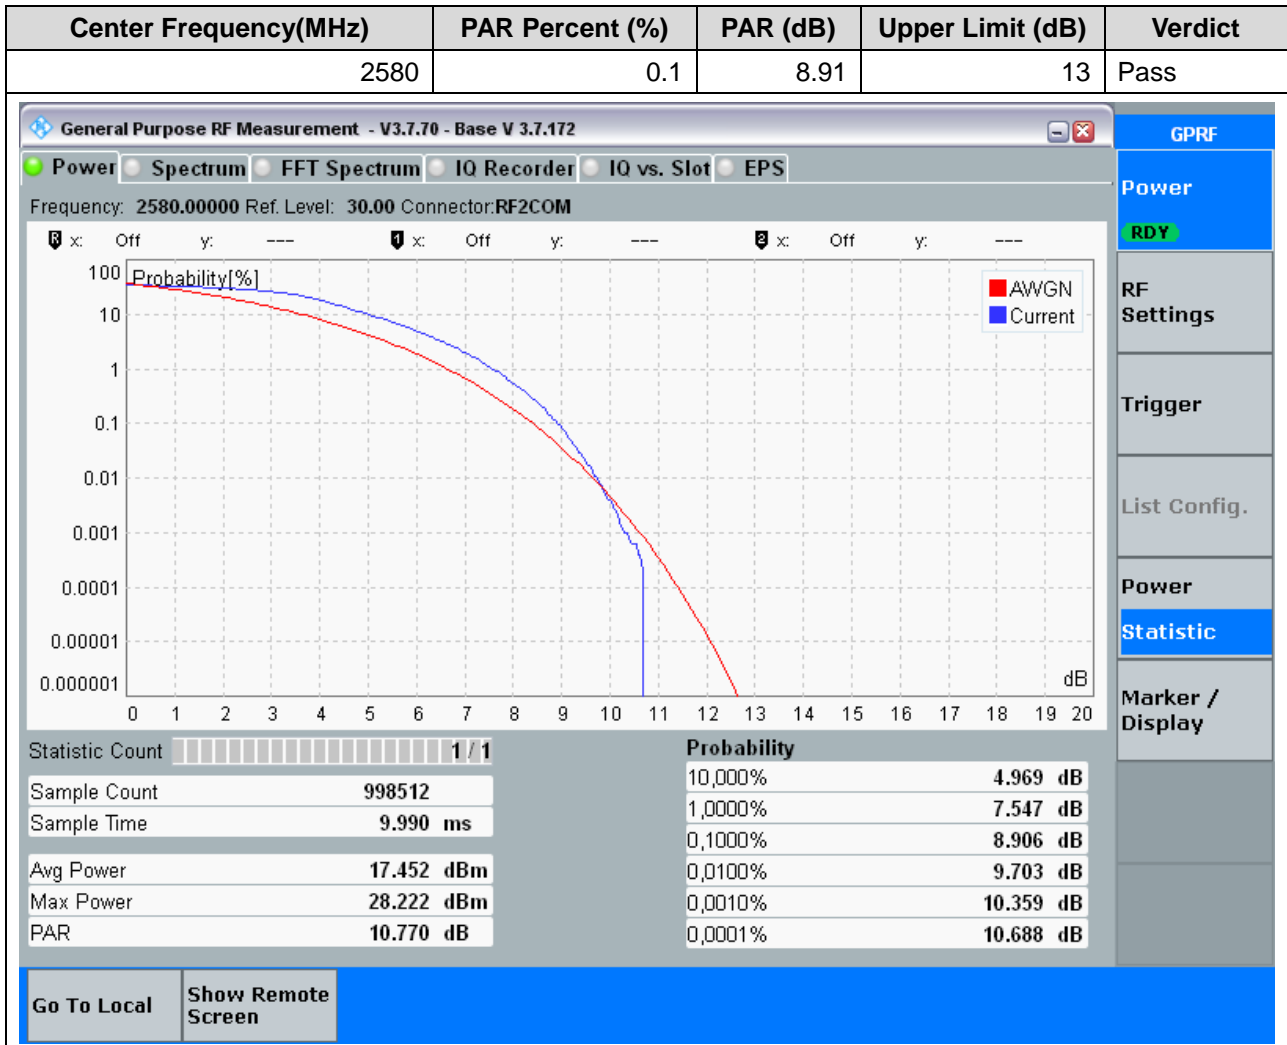 Center Frequency(MHz) PAR Percent (%) PAR (dB) Upper Limit (dB) Verdict
2580 0.1 8.91 13 Pass
General Purpose RF Measurement - V3.7.70 - Base V 3.7.172
GPRF
Power Spectrum FFT Spectrum IQ Recorder IQ vs. Slot EPS
Power
RDY
Frequency: 2580.00000 Ref. Level: 30.00 Connector:RF2COM
R x: Off y: --- 1 x: Off y: --- 2 x: Off y: ---
Probability[%]
AWGN
Current
100
10
1
0.1
0.01
0.001
0.0001
0.00001
0.000001
dB
0 1 2 3 4 5 6 7 8 9 10 11 12 13 14 15 16 17 18 19 20
RF
Settings
Trigger
List Config.
Power
Statistic
Marker /
Display
Statistic Count 1 / 1
Sample Count 998512
Sample Time 9.990 ms
Avg Power 17.452 dBm
Max Power 28.222 dBm
PAR 10.770 dB
Probability
10,000% 4.969 dB
1,0000% 7.547 dB
0,1000% 8.906 dB
0,0100% 9.703 dB
0,0010% 10.359 dB
0,0001% 10.688 dB
Go To Local
Show Remote
Screen